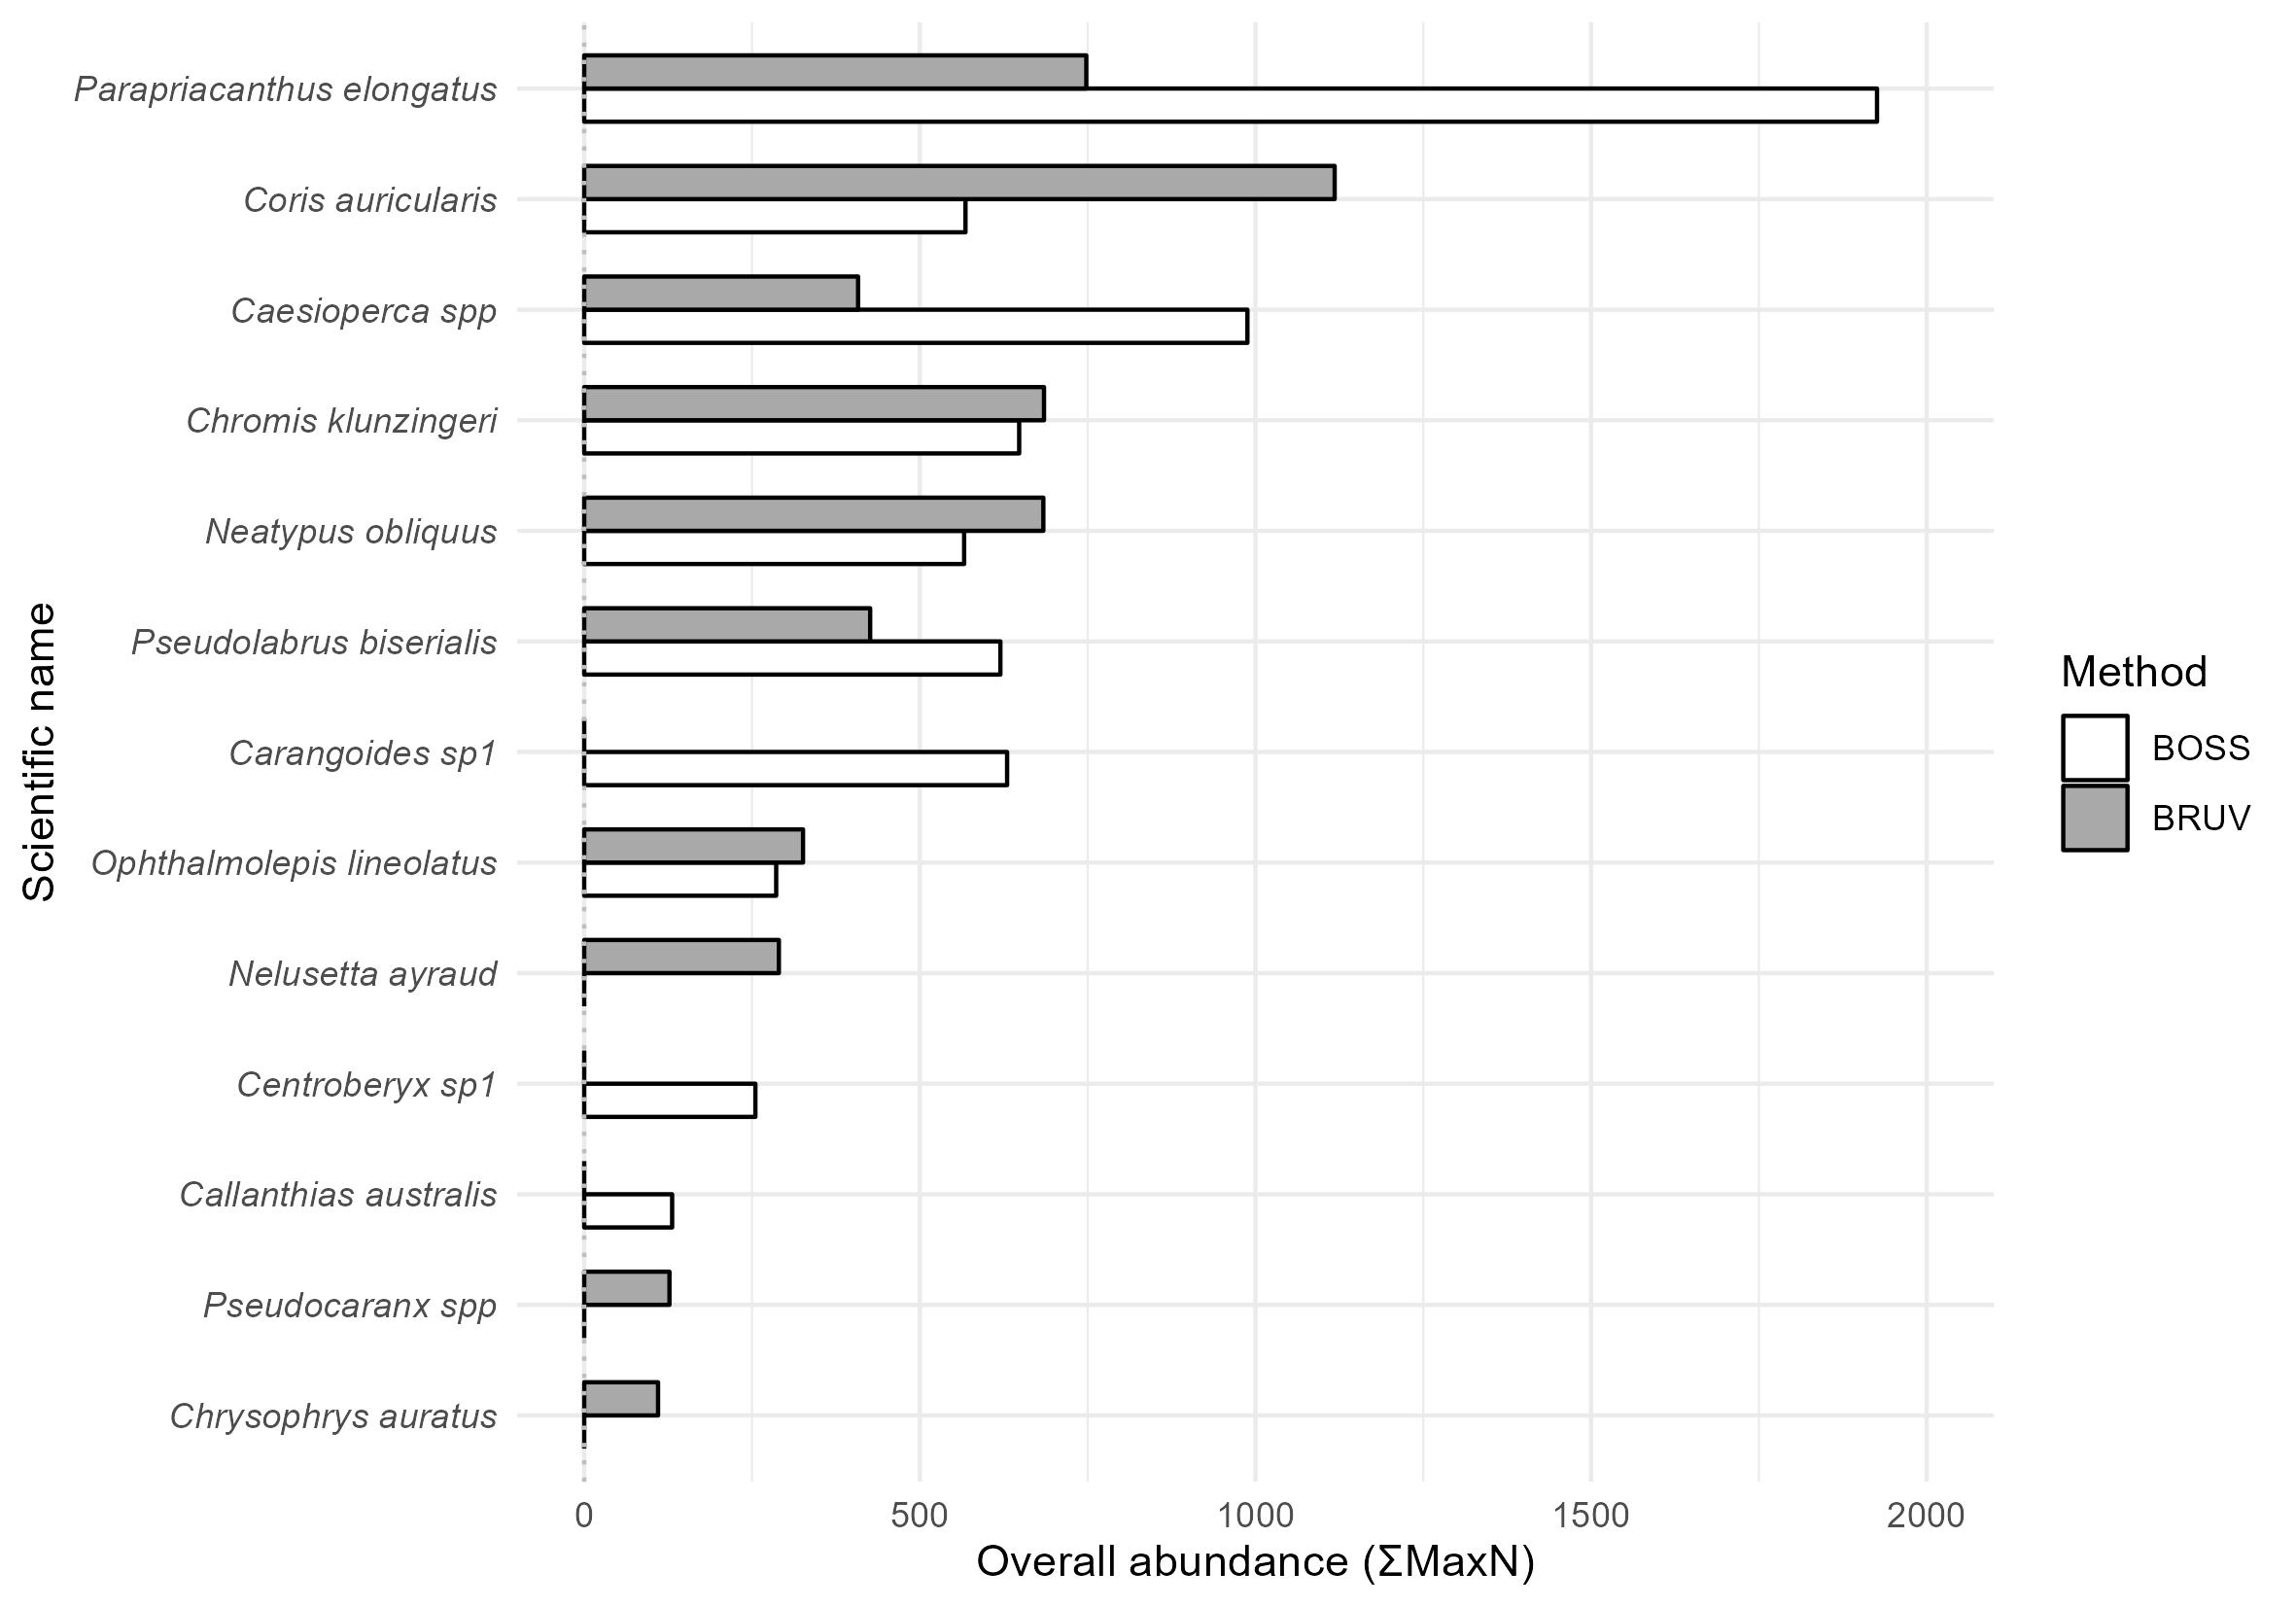 Scientific name
Parapriacanthus elongatus
Coris auricularis
Caesioperca spp
Chromis klunzingeri
Neatypus obliquus
Pseudolabrus biserialis
Carangoides sp1
Ophthalmolepis lineolatus
Nelusetta ayraud
Centroberyx sp1
Callanthias australis
Pseudocaranx spp
Chrysophrys auratus
0 500 1000 1500 2000
Overall abundance (ΣMaxN)
Method
BOSS
BRUV